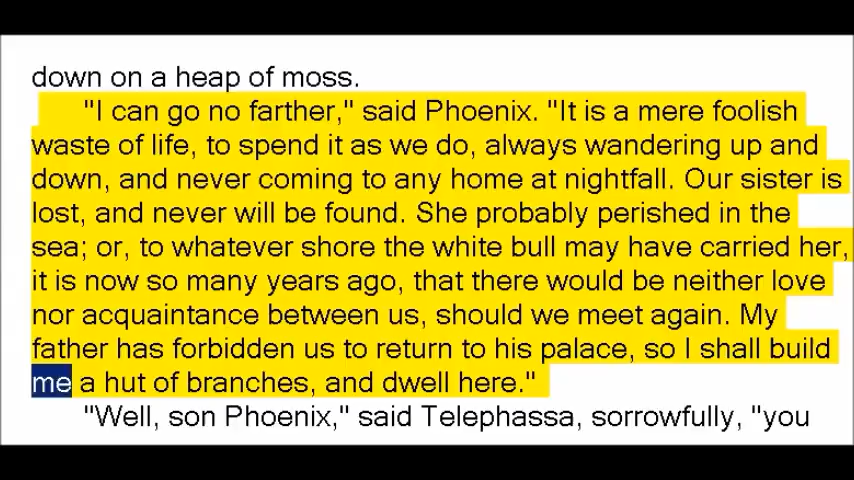 down on a heap of moss.
"I can go no farther," said Phoenix. "It is a mere foolish
waste of life, to spend it as we do, always wandering up and
down, and never coming to any home at nightfall. Our sister is
lost, and never will be found. She probably perished in the
sea; or, to whatever shore the white bull may have carried her,
it is now so many years ago, that there would be neither love
nor acquaintance between us, should we meet again. My
father has forbidden us to return to his palace, so I shall build
me a hut of branches, and dwell here."
"Well, son Phoenix," said Telephassa, sorrowfully, "you